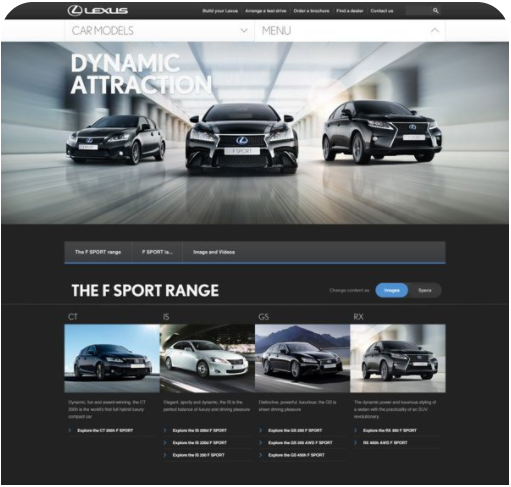 LEXUS
Build your Lexus Arrange a test drive Order a brochure Find a dealer Contact us
CAR MODELS MENU
DYNAMIC
ATTRACTION
F SPORT
The F SPORT range F SPORT is... Image and Videos
THE F SPORT RANGE
Change content as: Images Specs
CT IS GS RX
Dynamic, fun and award-winning, the CT
200h is the world's first full hybrid luxury
compact car
Elegant, sporty and dynamic, the IS is the
perfect balance of luxury and driving pleasure
Distinctive, powerful, luxurious: the GS is
sheer driving pleasure
The dynamic power and luxurious styling of
a sedan with the practicality of an SUV
revolutionary.
Explore the CT 200h F SPORT
Explore the IS F SPORT
Explore the IS F SPORT
Explore the IS 250 F SPORT
Explore the GS F SPORT
Explore the GS AWD F SPORT
Explore the GS 450h F SPORT
Explore the RX F SPORT
RX 450h AWD F SPORT